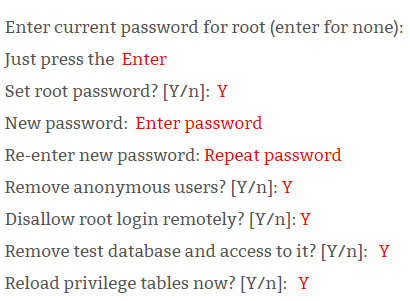 Enter current password for root (enter for none):
Just press the Enter
Set root password? [Y/n]: Y
New password: Enter password
Re-enter new password: Repeat password
Remove anonymous users? [Y/n]: Y
Disallow root login remotely? [Y/n]: Y
Remove test database and access to it? [Y/n]: Y
Reload privilege tables now? [Y/n]: Y